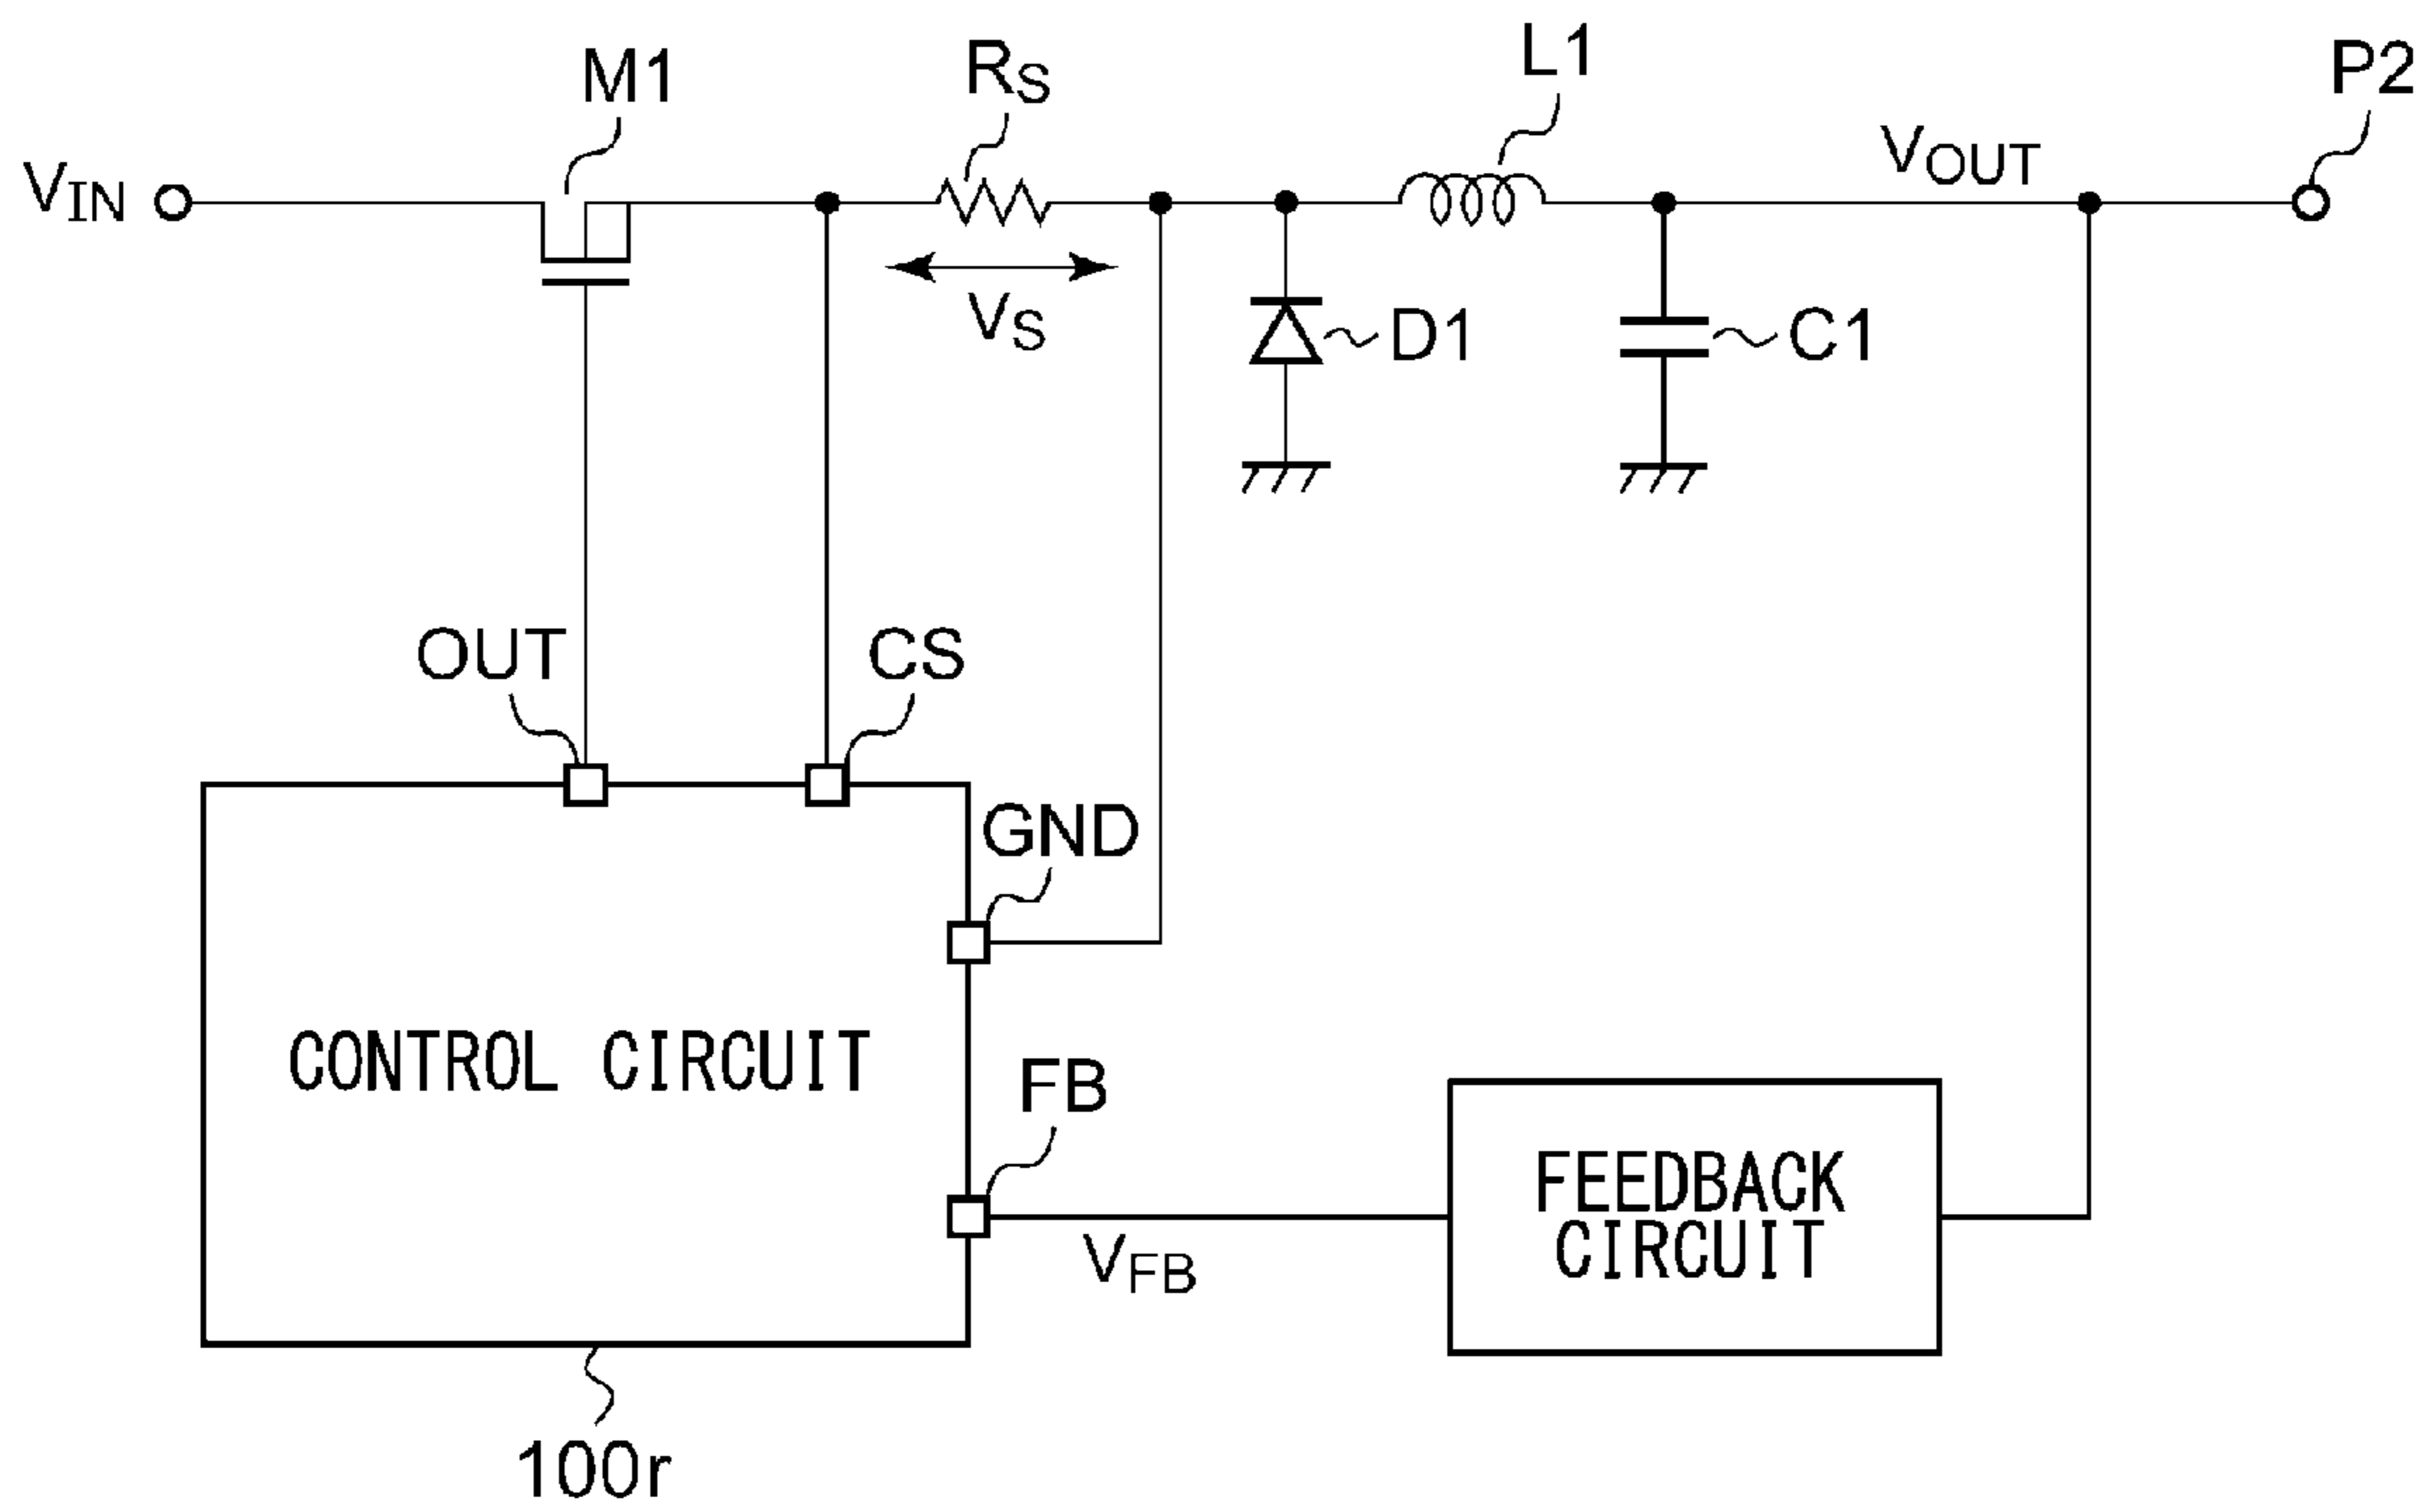 M1
RS
L1
P2
VIN
VOUT
VS
D1
C1
OUT
CS
GND
CONTROL CIRCUIT
FB
FEEDBACK
CIRCUIT
VFB
100r